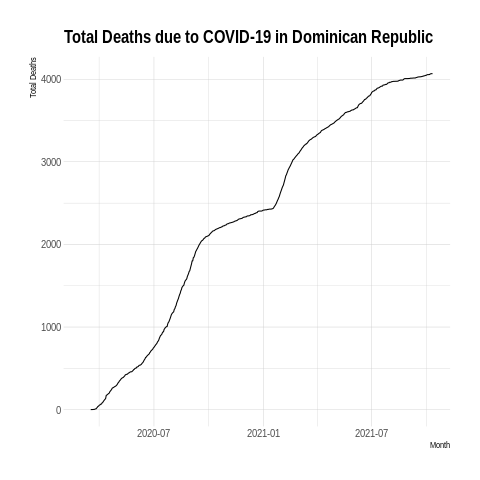 Total Deaths due to COVID-19 in Dominican Republic
Total Deaths
4000
3000
2000
1000
0
2020-07 2021-01 2021-07
Month